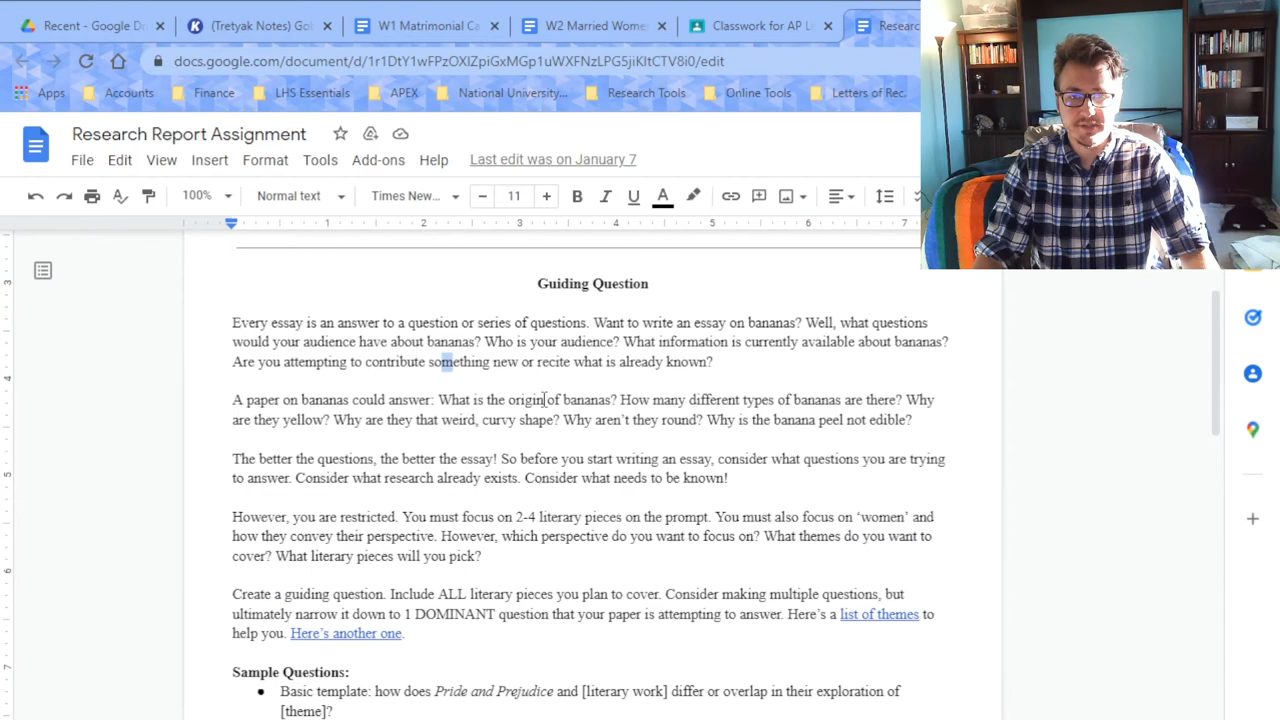 Recent - Google Dr
(Tretyak Notes) Got
W1 Matrimonial Ca
W2 Married Wome
Classwork for AP L
Researc
docs.google.com/document/d/1r1DtY1wFPzOXIZpiGxMGp1uWXFNzLPG5jiKItCTV8i0/edit
Apps
Accounts
Finance
LHS Essentials
APEX
National University...
Research Tools
Online Tools
Letters of Rec.
Research Report Assignment
File Edit View Insert Format Tools Add-ons Help Last edit was on January 7
100% Normal text Times New... 11 B I U A
1 2 3 4 5 6 7
Guiding Question
Every essay is an answer to a question or series of questions. Want to write an essay on bananas? Well, what questions
would your audience have about bananas? Who is your audience? What information is currently available about bananas?
Are you attempting to contribute something new or recite what is already known?
A paper on bananas could answer: What is the origin of bananas? How many different types of bananas are there? Why
are they yellow? Why are they that weird, curvy shape? Why aren't they round? Why is the banana peel not edible?
The better the questions, the better the essay! So before you start writing an essay, consider what questions you are trying
to answer. Consider what research already exists. Consider what needs to be known!
However, you are restricted. You must focus on 2-4 literary pieces on the prompt. You must also focus on ‘women’ and
how they convey their perspective. However, which perspective do you want to focus on? What themes do you want to
cover? What literary pieces will you pick?
Create a guiding question. Include ALL literary pieces you plan to cover. Consider making multiple questions, but
ultimately narrow it down to 1 DOMINANT question that your paper is attempting to answer. Here's a list of themes to
help you. Here's another one.
Sample Questions:
● Basic template: how does Pride and Prejudice and [literary work] differ or overlap in their exploration of
[theme]?
3
4
5
6
7